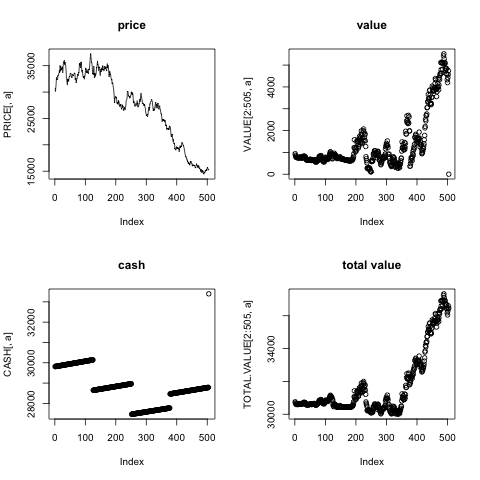 price
PRICE[, a]
35000
25000
15000
0 100 200 300 400 500
Index
value
VALUE[2:505, a]
4000
2000
0
0 100 200 300 400 500
Index
cash
CASH[, a]
32000
30000
28000
0 100 200 300 400 500
Index
total value
TOTAL.VALUE[2:505, a]
34000
30000
0 100 200 300 400 500
Index